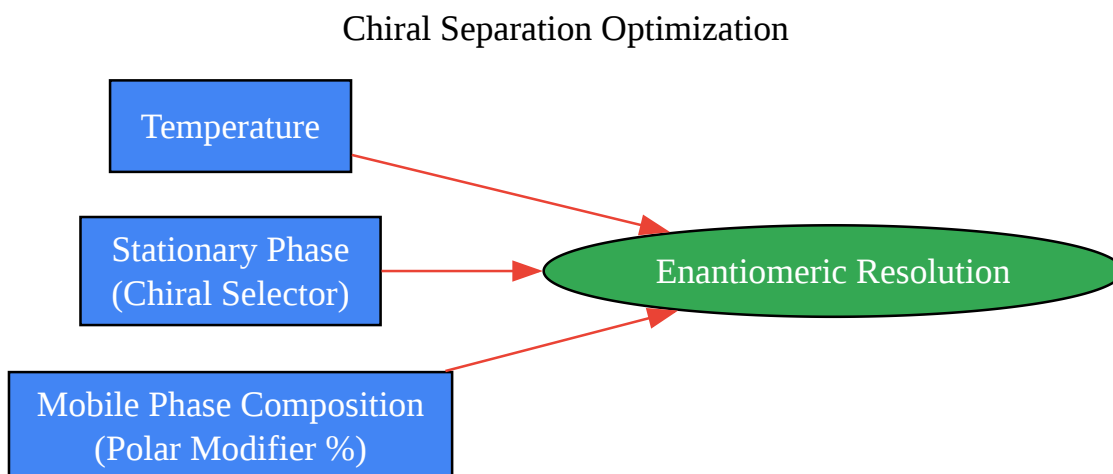 Chiral Separation Optimization
Temperature
Stationary Phase
(Chiral Selector)
Enantiomeric Resolution
Mobile Phase Composition
(Polar Modifier %)